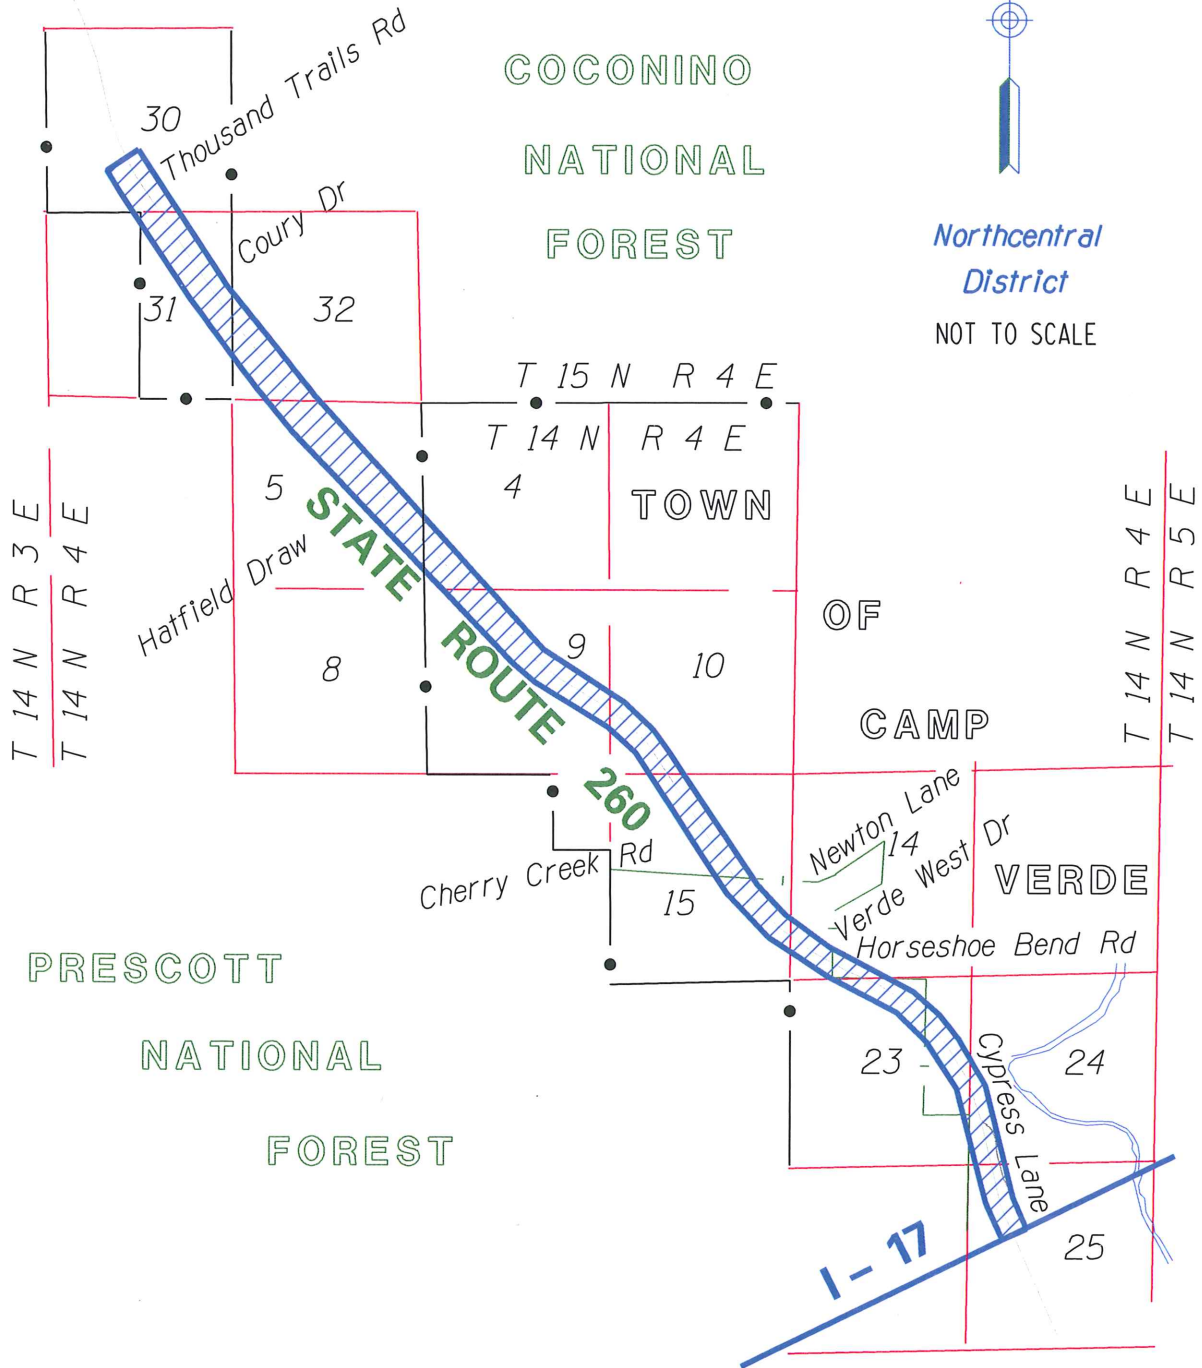 COCONINO
NATIONAL
FOREST
30
Thousand Trails Rd
Coury Dr
Northcentral
District
NOT TO SCALE
31
32
T 15 N R 4 E
T 14 N R 4 E
5
4
TOWN
OF
CAMP
VERDE
T 14 N R 3 E
T 14 N R 4 E
T 14 N R 4 E
T 14 N R 5 E
Hatfield Draw
STATE
ROUTE
260
8
9
10
Newton Lane
14
Verde West Dr
Cherry Creek Rd
15
Horseshoe Bend Rd
PRESCOTT
NATIONAL
FOREST
23
Cypress Lane
24
I - 17
25